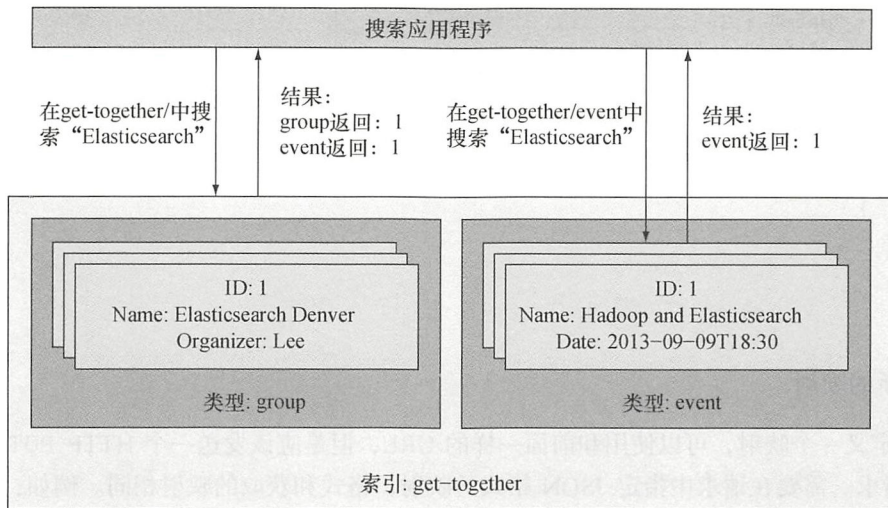 搜索应用程序
在get-together/中搜
索“Elasticsearch”
结果：
group返回：1
event返回：1
在get-together/event中
搜索“Elasticsearch”
结果：
event返回：1
ID: 1
Name: Elasticsearch Denver
Organizer: Lee
类型: group
ID: 1
Name: Hadoop and Elasticsearch
Date: 2013-09-09T18:30
类型: event
索引: get-together